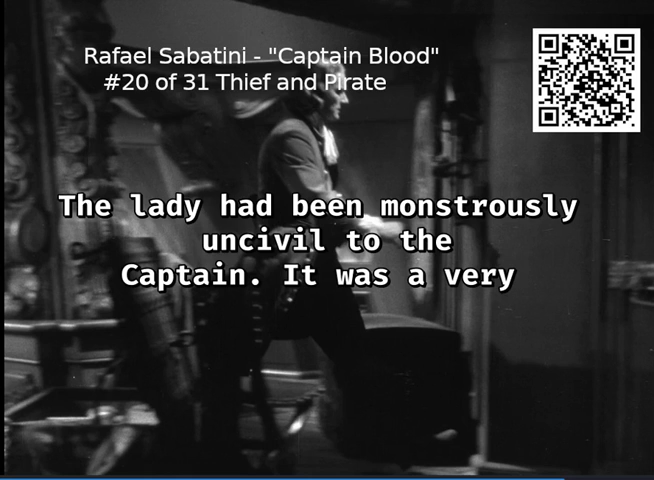 Rafael Sabatini - "Captain Blood"
#20 of 31 Thief and Pirate
The lady had been monstrously
uncivil to the
Captain. It was a very